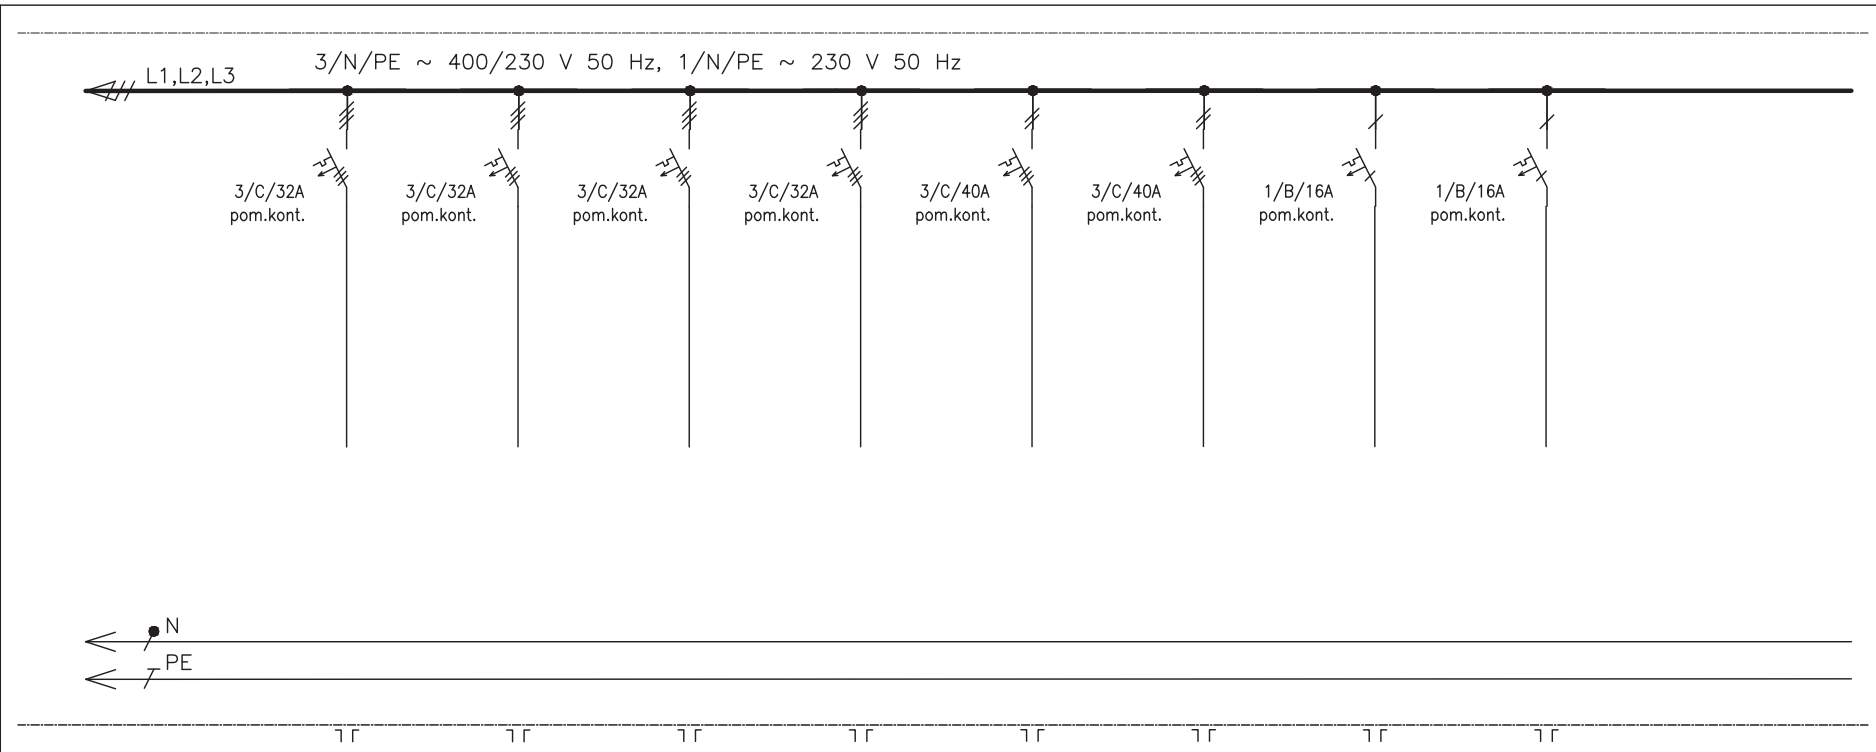 3/N/PE ~ 400/230 V 50 Hz, 1/N/PE ~ 230 V 50 Hz
L1,L2,L3
3/C/32A
pom.kont.
3/C/32A
pom.kont.
3/C/32A
pom.kont.
3/C/32A
pom.kont.
3/C/40A
pom.kont.
3/C/40A
pom.kont.
1/B/16A
pom.kont.
1/B/16A
pom.kont.
N
PE